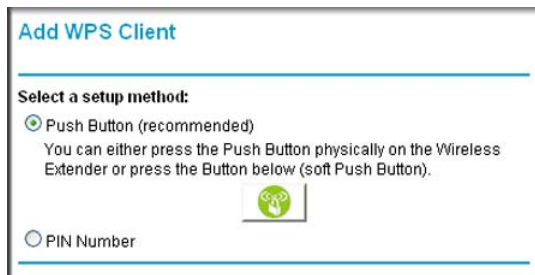 Add WPS Client
Select a setup method:
Push Button (recommended)
You can either press the Push Button physically on the Wireless
Extender or press the Button below (soft Push Button).
PIN Number